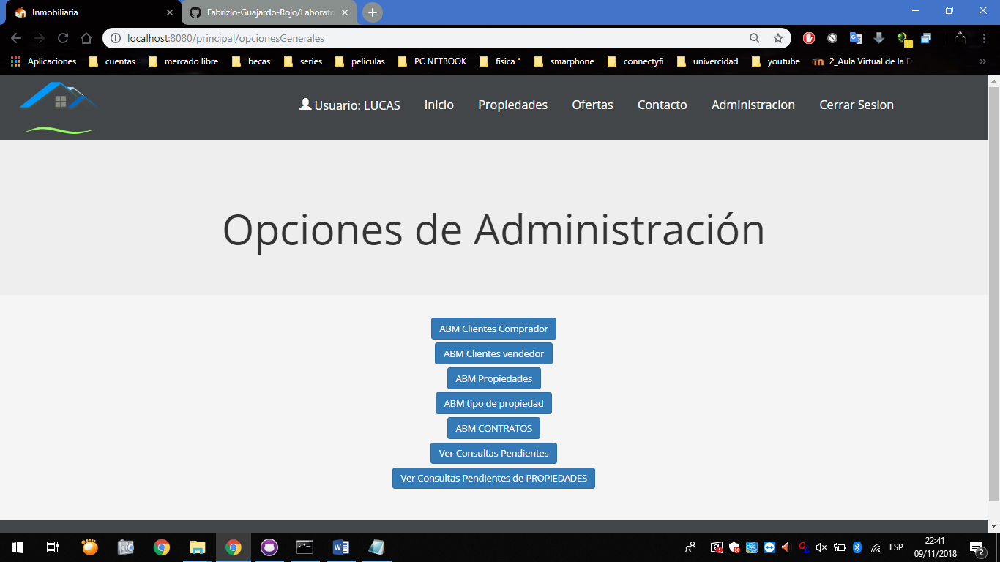 Inmobiliaria
Fabrizio-Guajardo-Rojo/Laborato
localhost:8080/principal/opcionesGenerales
Aplicaciones
cuentas
mercado libre
becas
series
peliculas
PC NETBOOK
fisica "
smarphone
connectyfi
univercidad
youtube
2_Aula Virtual de la Fa
Usuario: LUCAS
Inicio
Propiedades
Ofertas
Contacto
Administracion
Cerrar Sesion
Opciones de Administración
ABM Clientes Comprador
ABM Clientes vendedor
ABM Propiedades
ABM tipo de propiedad
ABM CONTRATOS
Ver Consultas Pendientes
Ver Consultas Pendientes de PROPIEDADES
ESP
22:41
09/11/2018
2